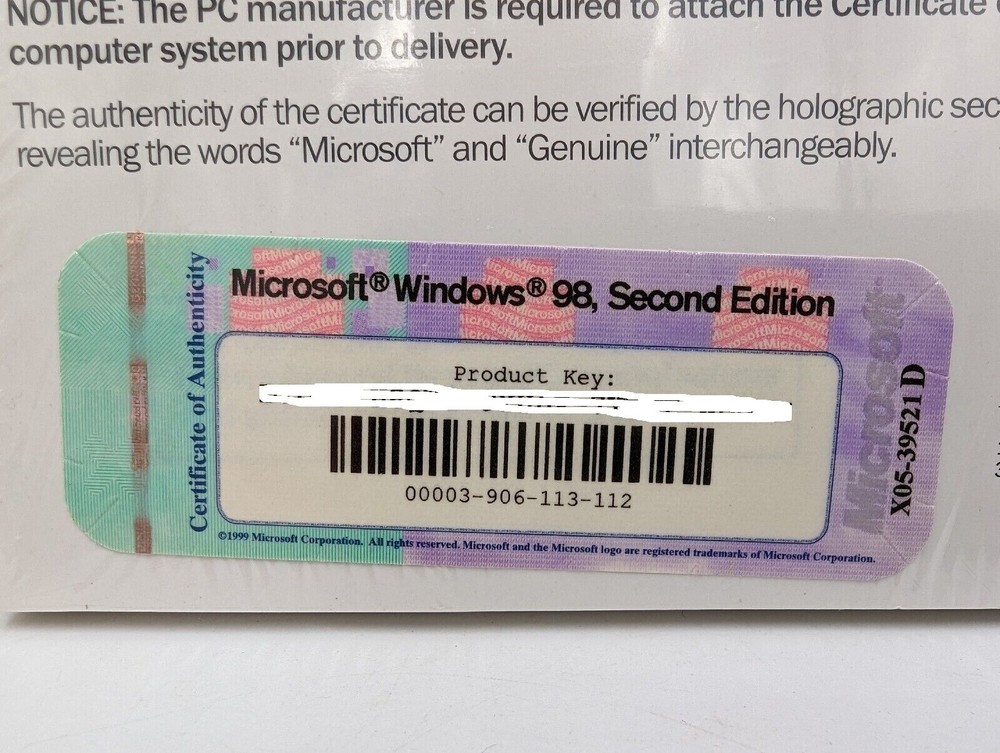 NOTICE: The PC manufacturer is required to attach the Certificate
computer system prior to delivery.
The authenticity of the certificate can be verified by the holographic sec
revealing the words “Microsoft” and “Genuine” interchangeably.
Certificate of Authenticity
Microsoft® Windows® 98, Second Edition
Product Key:
00003-906-113-112
©1999 Microsoft Corporation. All rights reserved. Microsoft and the Microsoft logo are registered trademarks of Microsoft Corporation.
Microsoft
X05-39521 D